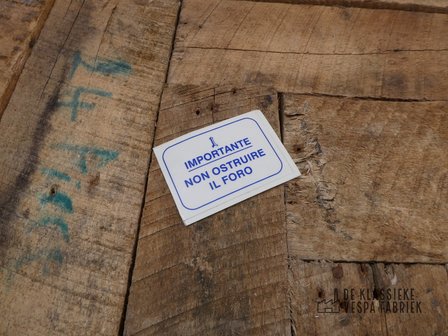 IMPORTANTE
NON OSTRUIRE
IL FORO
DE KLASSIEKE
VESPA FABRIEK